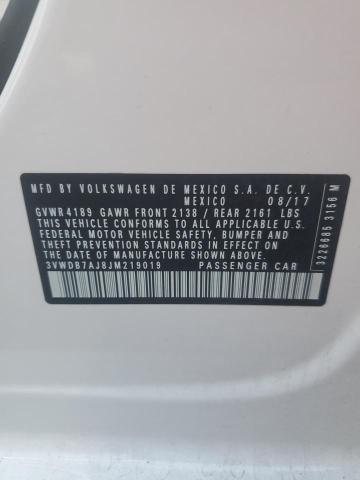 MFD BY VOLKSWAGEN DE MEXICO S.A. DE C.V.
MEXICO 08/17
GVWR 4189 GAWR FRONT 2138 / REAR 2161 LBS
THIS VEHICLE CONFORMS TO ALL APPLICABLE U.S.
FEDERAL MOTOR VEHICLE SAFETY, BUMPER AND
THEFT PREVENTION STANDARDS IN EFFECT ON
THE DATE OF MANUFACTURE SHOWN ABOVE.
3VWDB7AJ8JM219019 PASSENGER CAR
3226685 3156 M